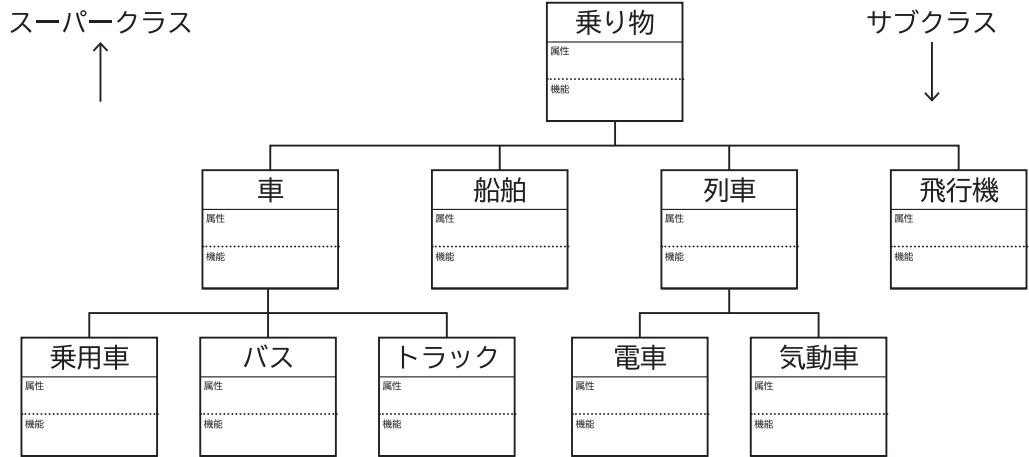 スーパークラス
サブクラス
乗り物
属性
機能
車
属性
機能
船舶
属性
機能
列車
属性
機能
飛行機
属性
機能
乗用車
属性
機能
バス
属性
機能
トラック
属性
機能
電車
属性
機能
気動車
属性
機能